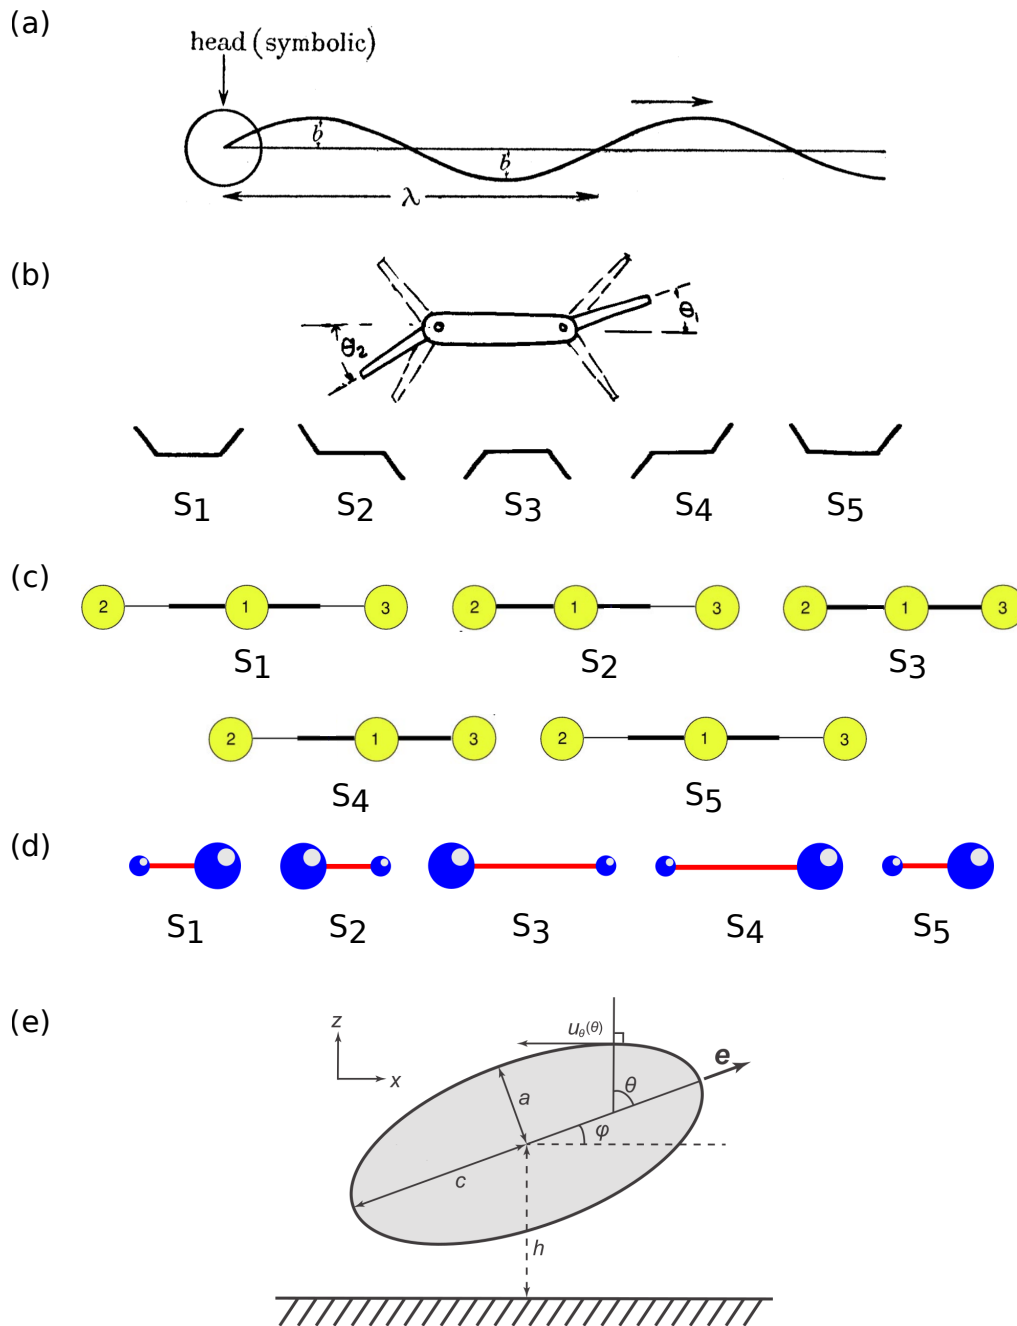 (a)
head (symbolic)
b
b
λ
(b)
θ₁
θ₂
S1 S2 S3 S4 S5
(c)
2 1 3 2 1 3 2 1 3
S1 S2 S3
2 1 3 2 1 3
S4 S5
(d)
S1 S2 S3 S4 S5
(e)
z
uθ(θ)
x
e
a
θ
φ
c
h